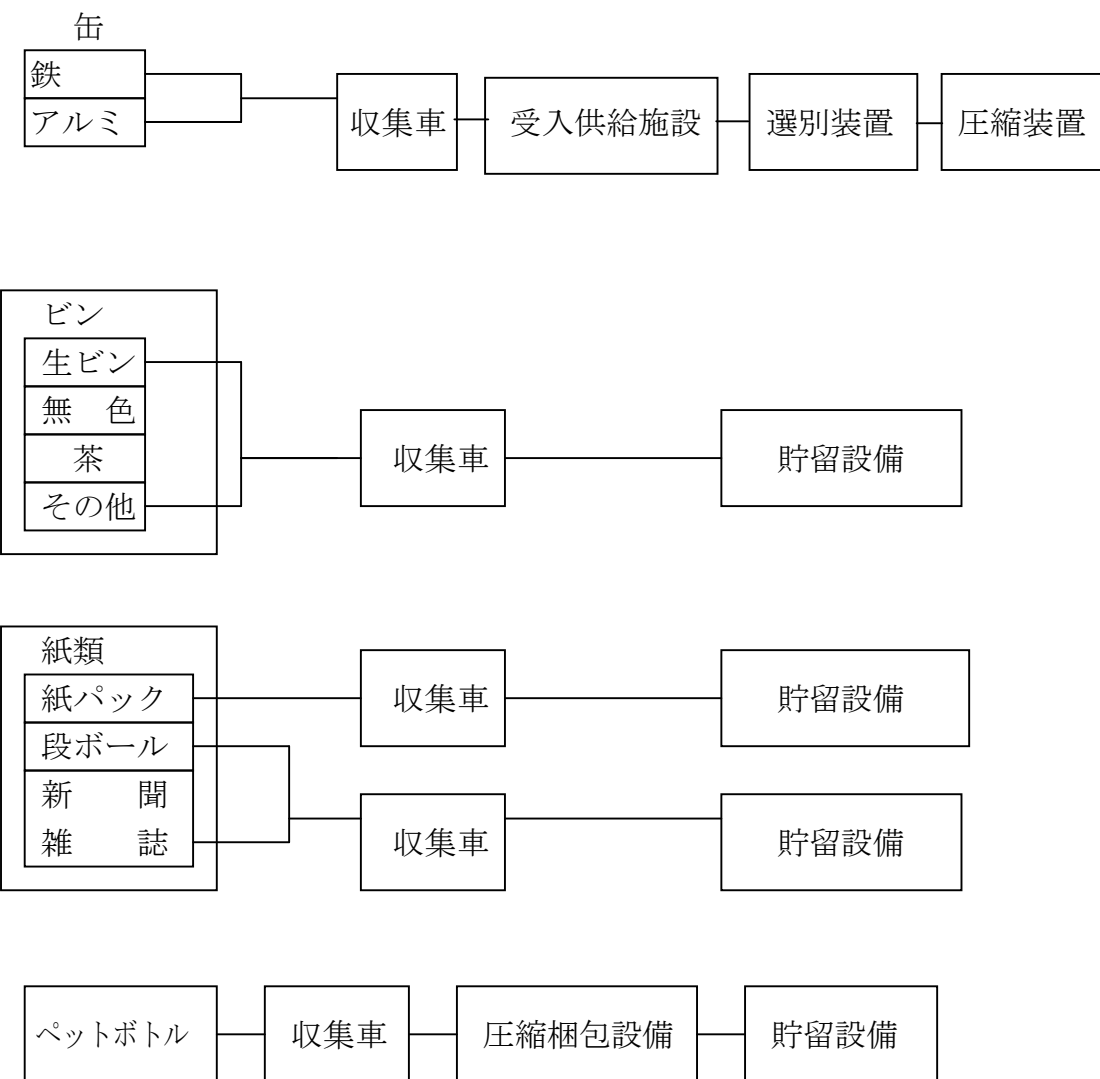 缶
鉄
アルミ
収集車 受入供給施設 選別装置 圧縮装置
ビン
生ビン
無 色
茶
その他
収集車 貯留設備
紙類
紙パック 収集車 貯留設備
段ボール
新 聞
雑 誌 収集車 貯留設備
ペットボトル 収集車 圧縮梱包設備 貯留設備